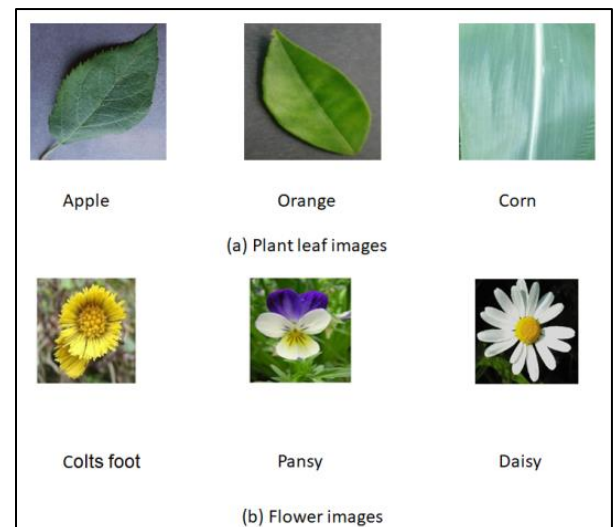 Apple Orange Corn
(a) Plant leaf images
Colts foot Pansy Daisy
(b) Flower images